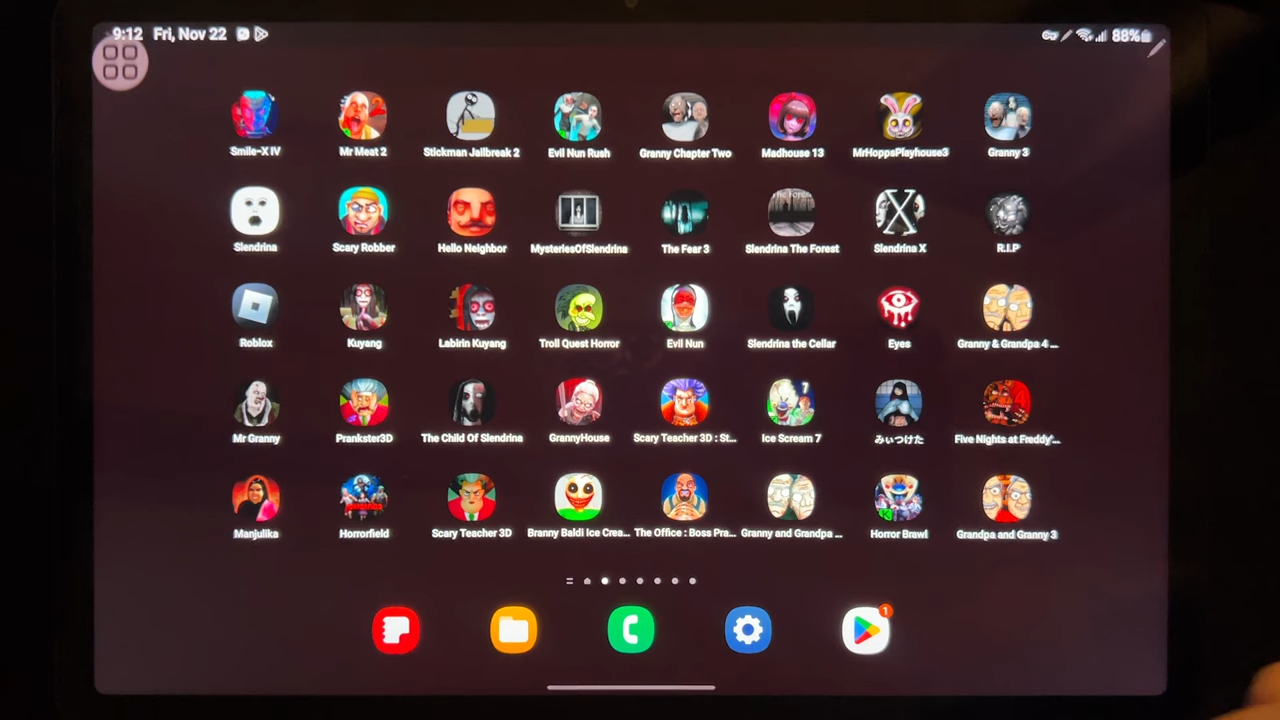 9:12 Fri, Nov 22
88%
Smile-X IV
Mr Meat 2
Stickman Jailbreak 2
Evil Nun Rush
Granny Chapter Two
Madhouse 13
MrHoppsPlayhouse3
Granny 3
Slendrina
Scary Robber
Hello Neighbor
MysteriesOfSlendrina
The Fear 3
Slendrina The Forest
Slendrina X
R.I.P
Roblox
Kuyang
Labirin Kuyang
Troll Quest Horror
Evil Nun
Slendrina the Cellar
Eyes
Granny & Grandpa 4 ...
Mr Granny
Prankster3D
The Child Of Slendrina
GrannyHouse
Scary Teacher 3D : St...
7
Ice Scream 7
みぃつけた
Five Nights at Freddy'...
Manjulika
Horrorfield
Scary Teacher 3D
Branny Baldi Ice Crea...
The Office : Boss Pra...
Granny and Grandpa ...
Horror Brawl
Grandpa and Granny 3
1